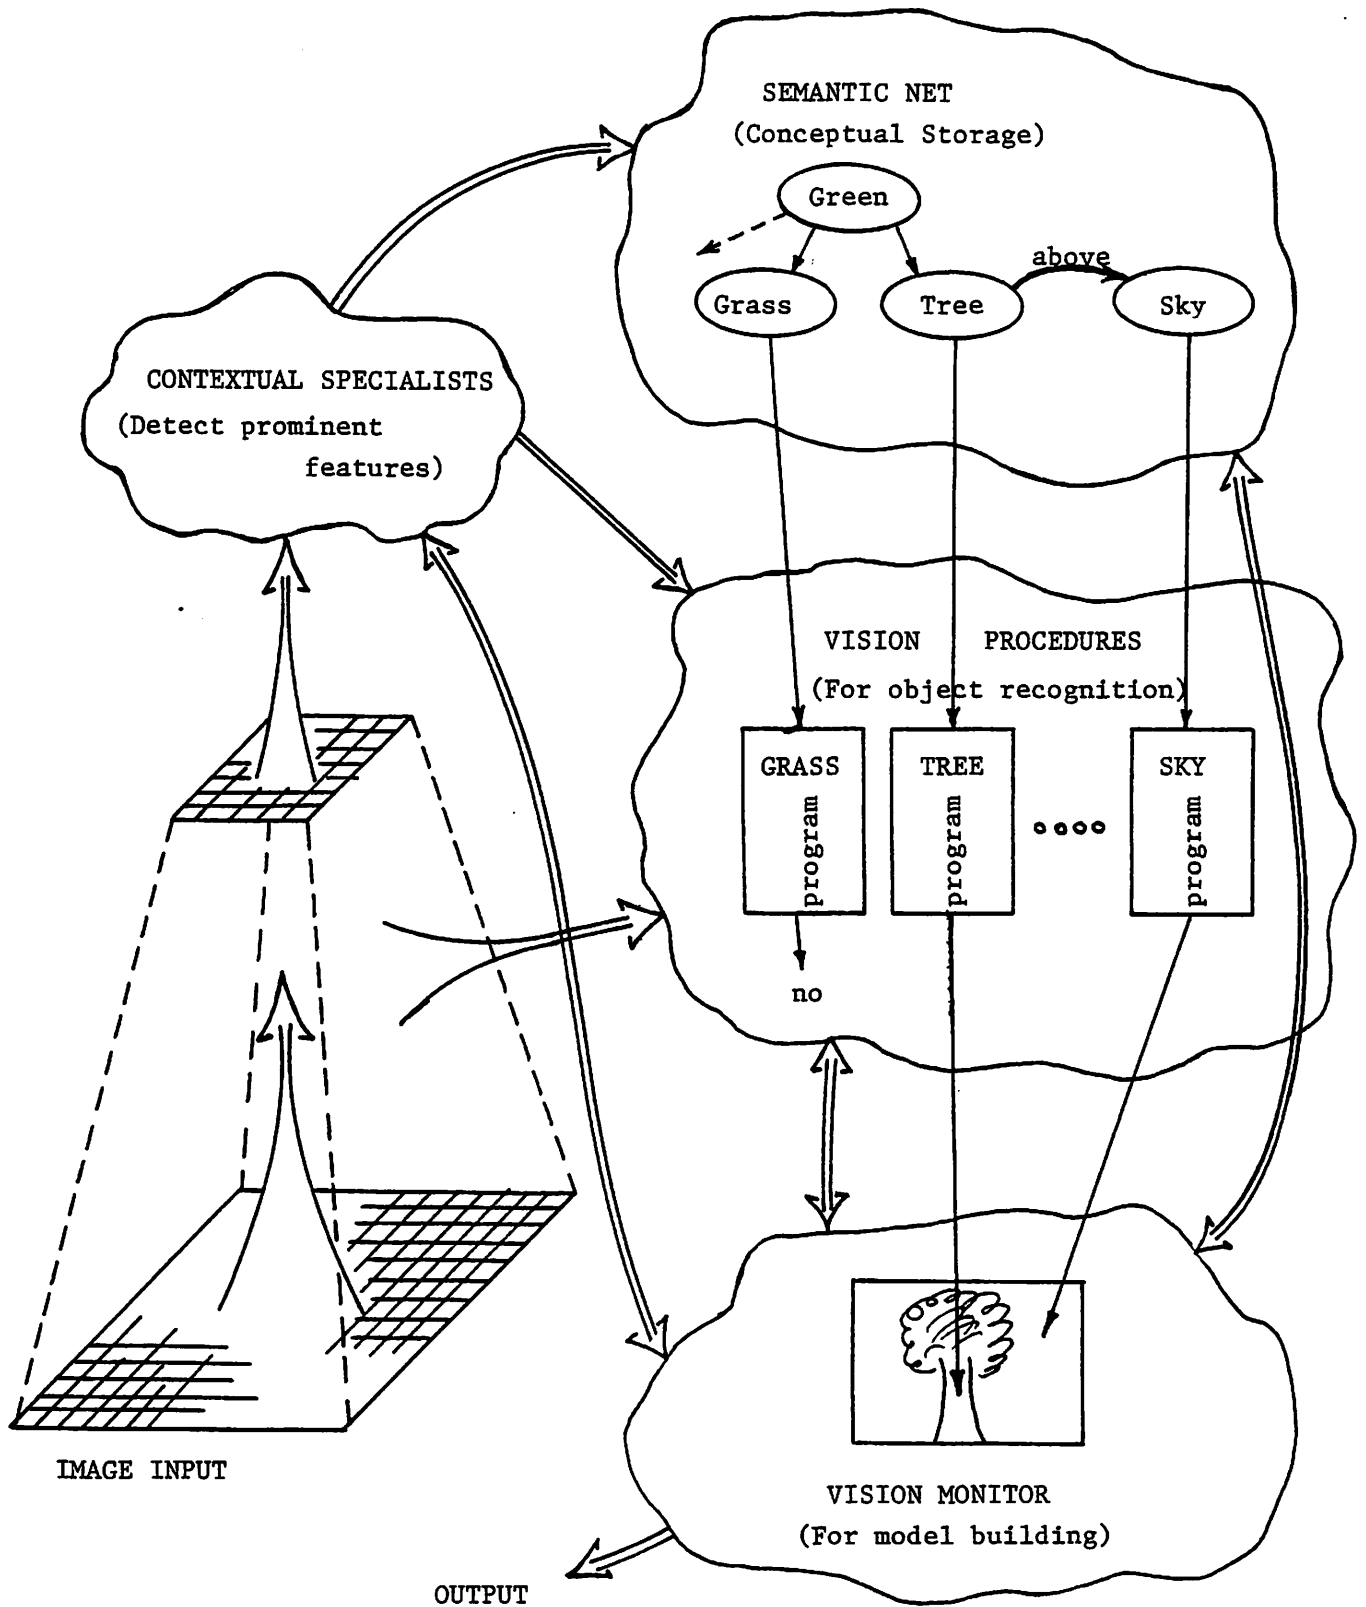 SEMANTIC NET
(Conceptual Storage)
Green
above
Grass
Tree
Sky
CONTEXTUAL SPECIALISTS
(Detect prominent
features)
VISION PROCEDURES
(For object recognition)
GRASS
program
TREE
program
SKY
program
no
IMAGE INPUT
VISION MONITOR
(For model building)
OUTPUT